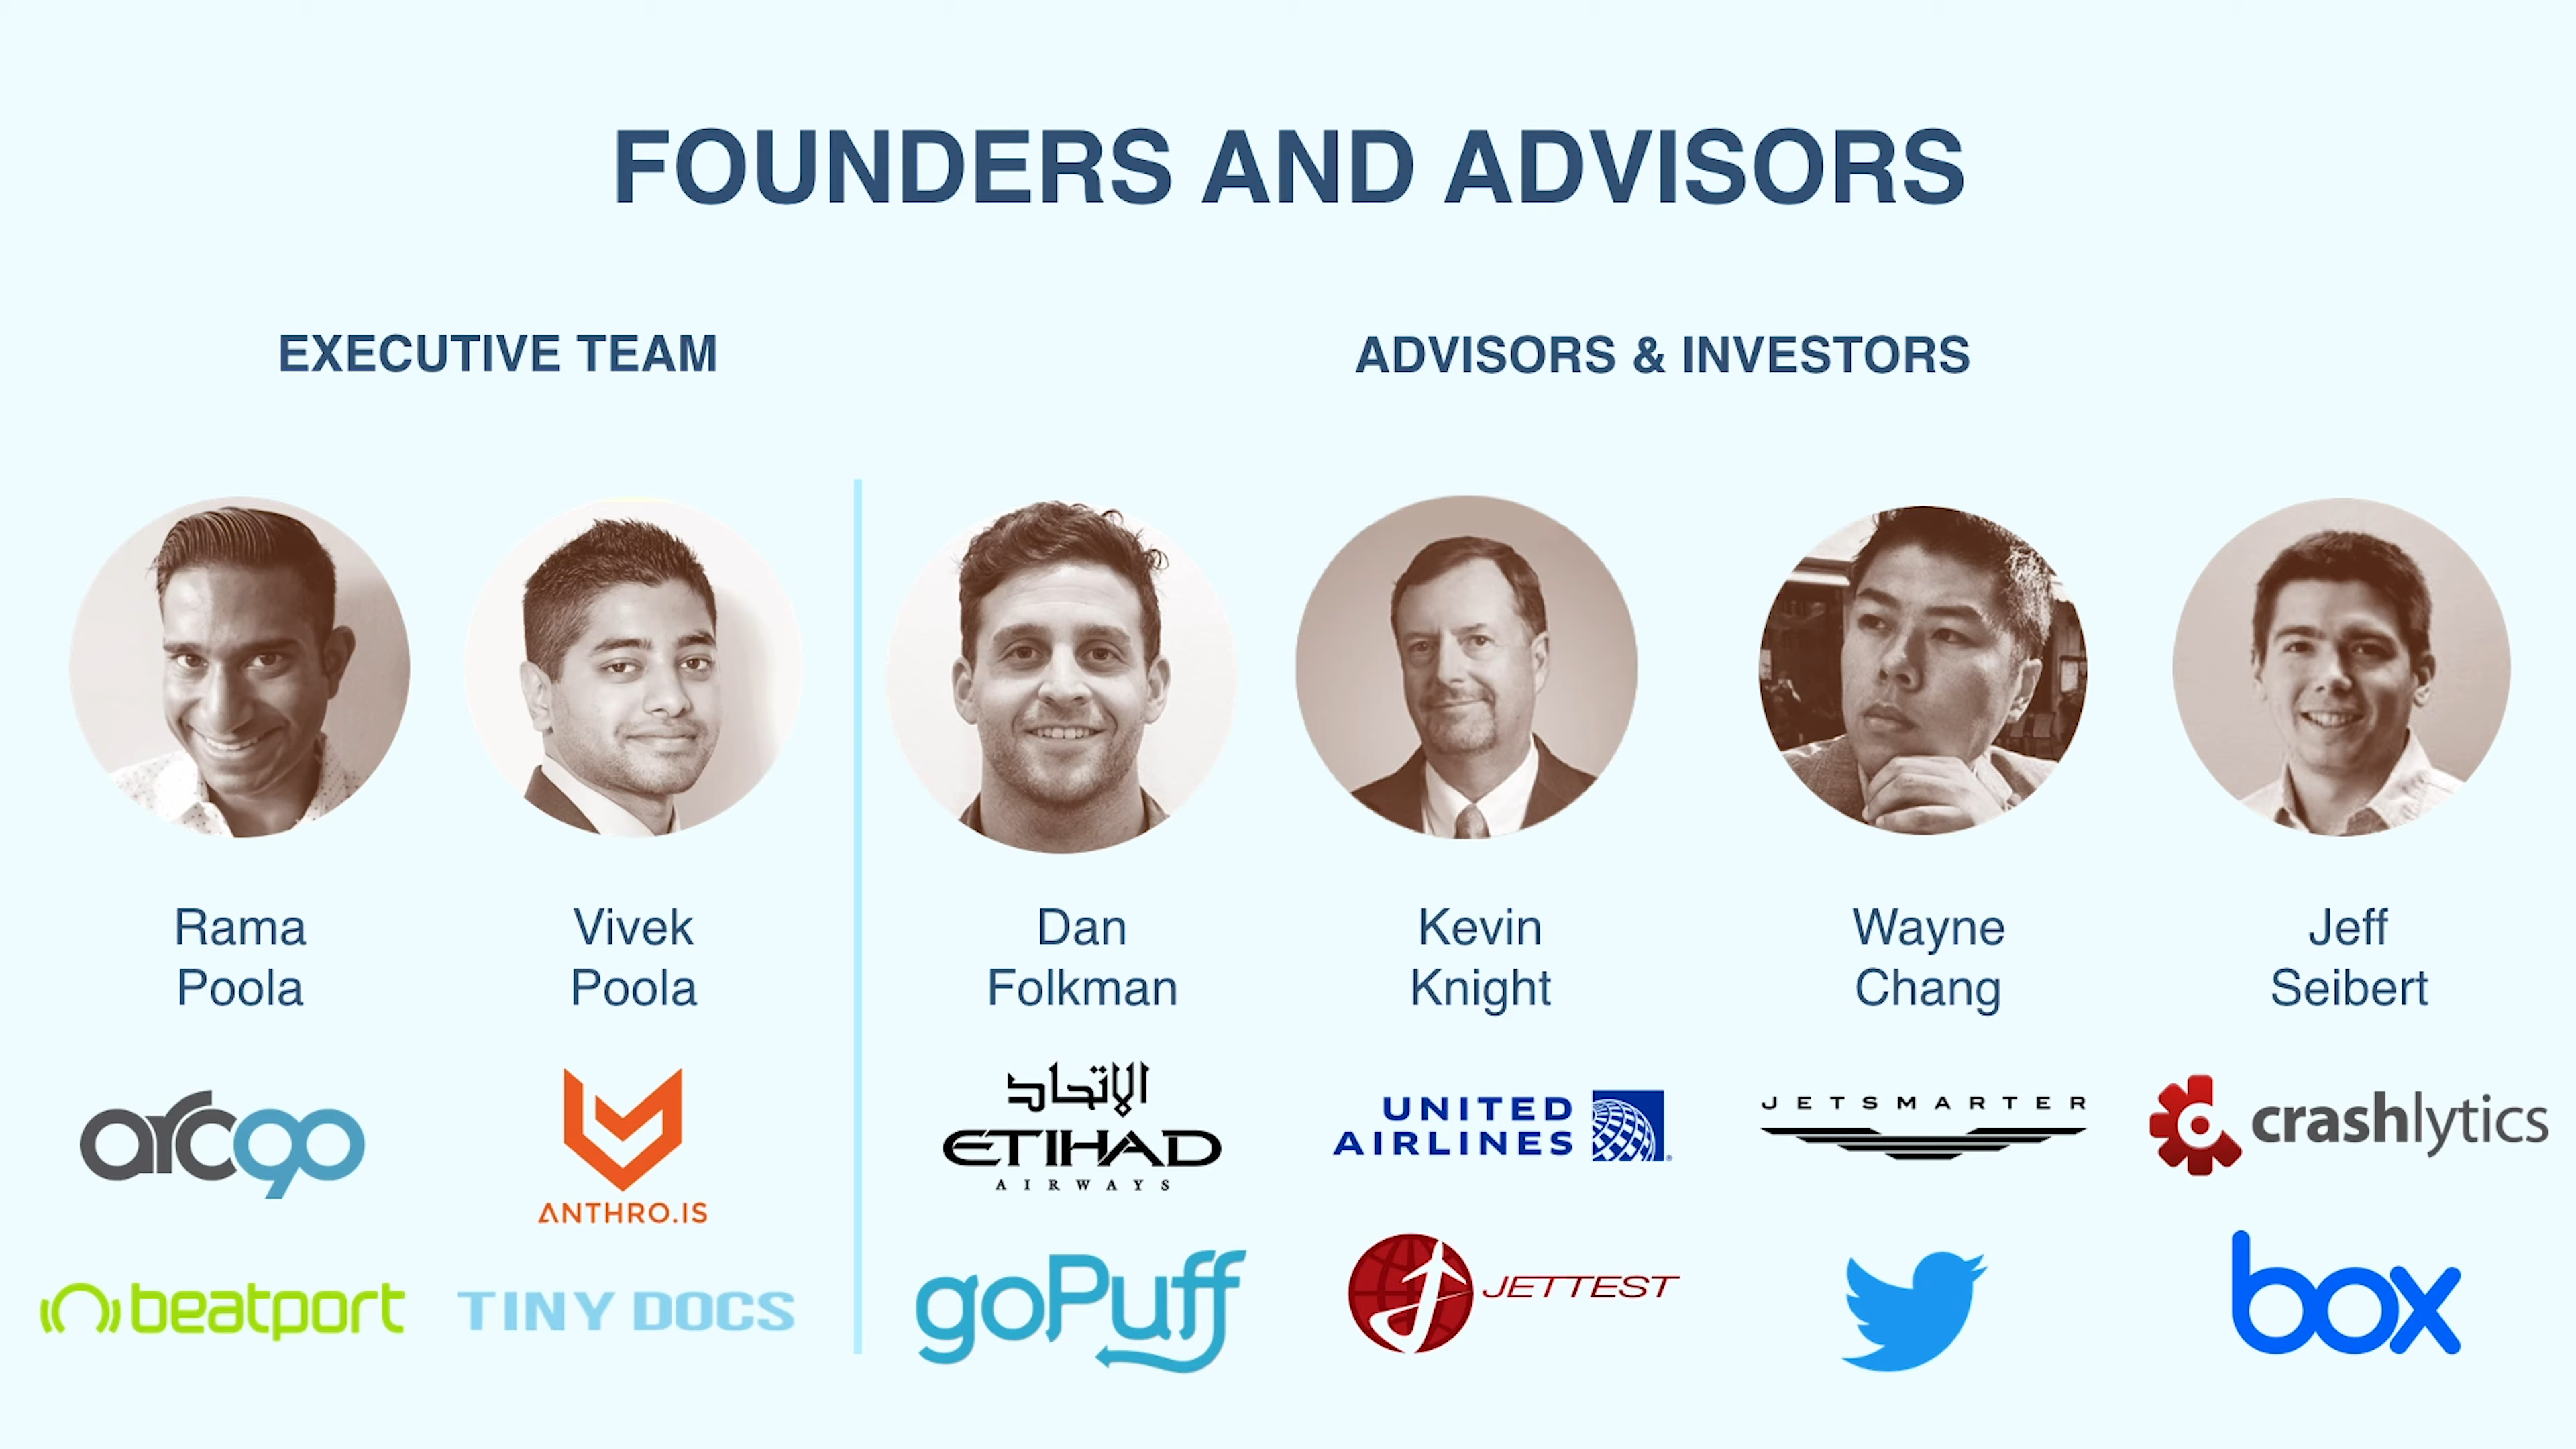 FOUNDERS AND ADVISORS
EXECUTIVE TEAM
ADVISORS & INVESTORS
Rama
Poola
Vivek
Poola
Dan
Folkman
Kevin
Knight
Wayne
Chang
Jeff
Seibert
arc90
beatport
ANTHRO.IS
TINY DOCS
الإتحاد
ETIHAD
AIRWAYS
goPuff
UNITED
AIRLINES
JETTEST
JETSMARTER
crashlytics
box